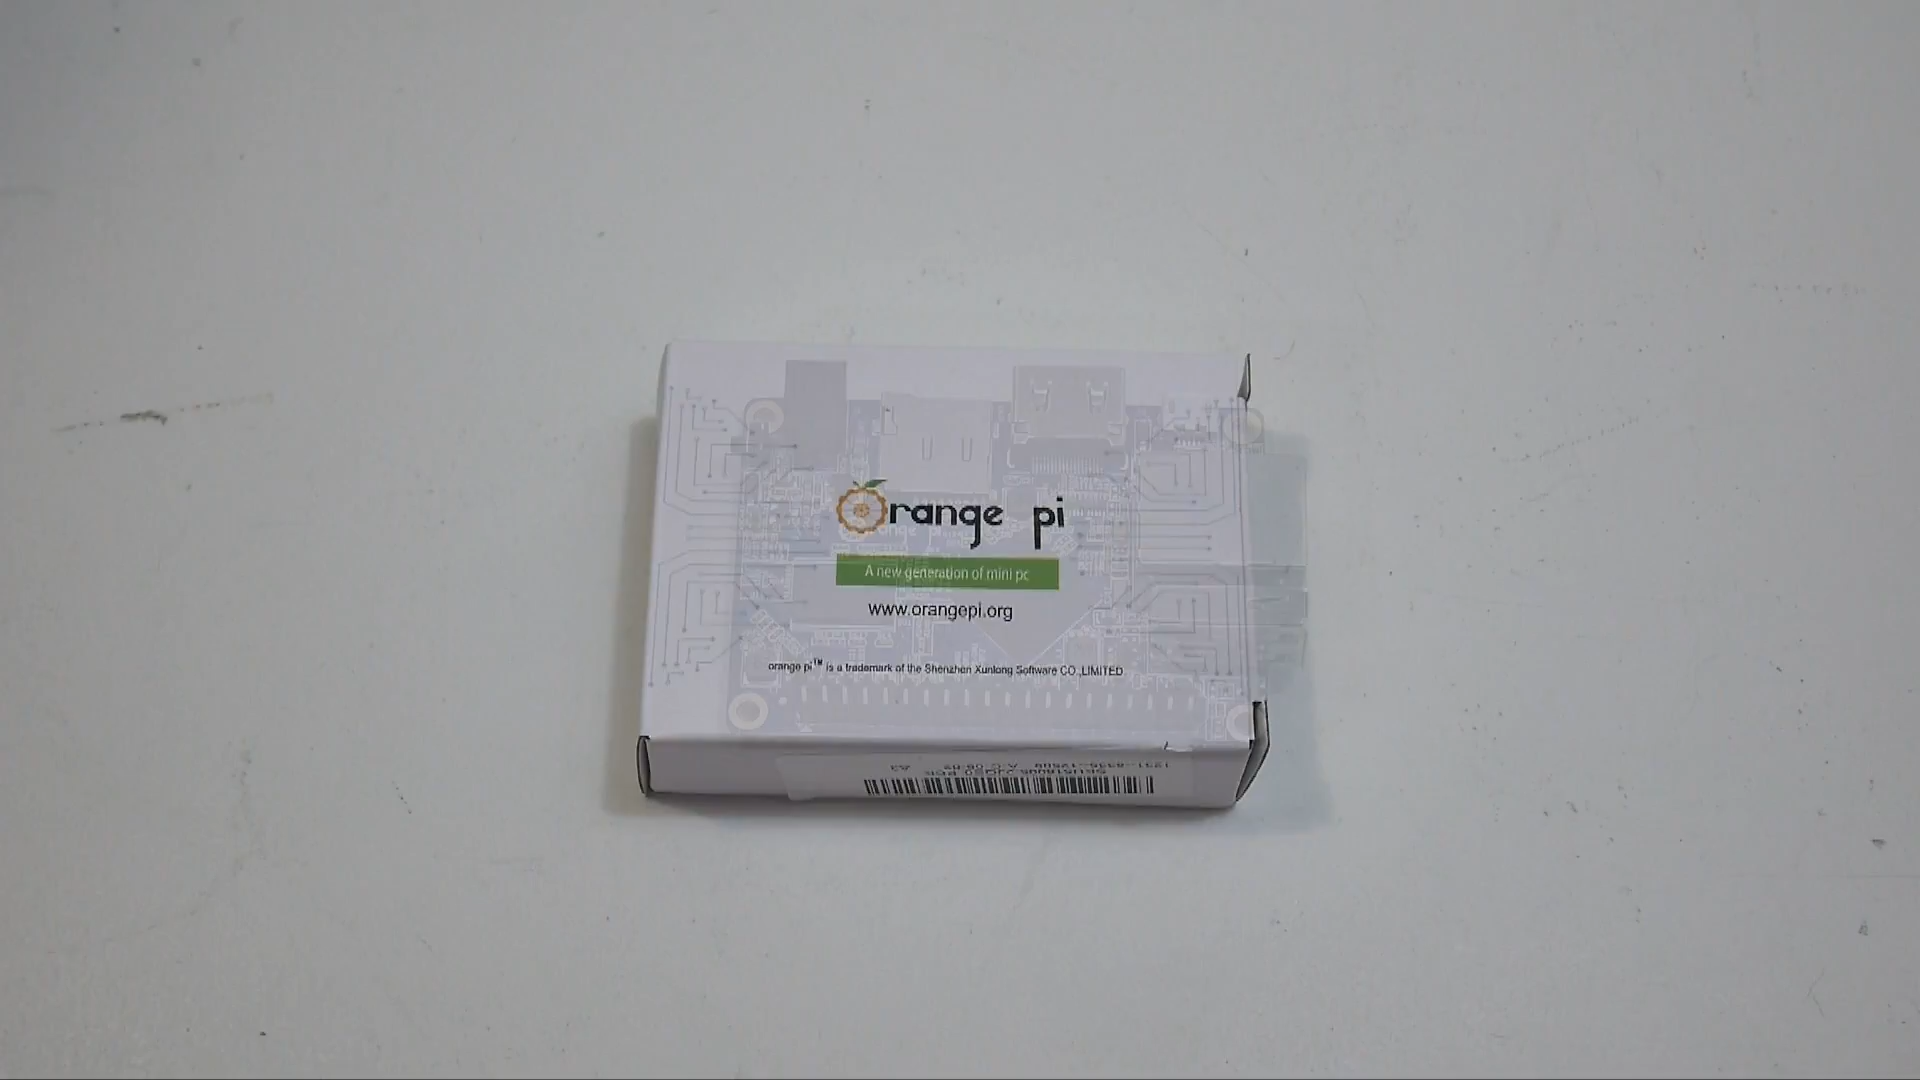 Orange pi
A new generation of mini pc
www.orangepi.org
orange pi™ is a trademark of the Shenzhen Xunlong Software CO.,LIMITED